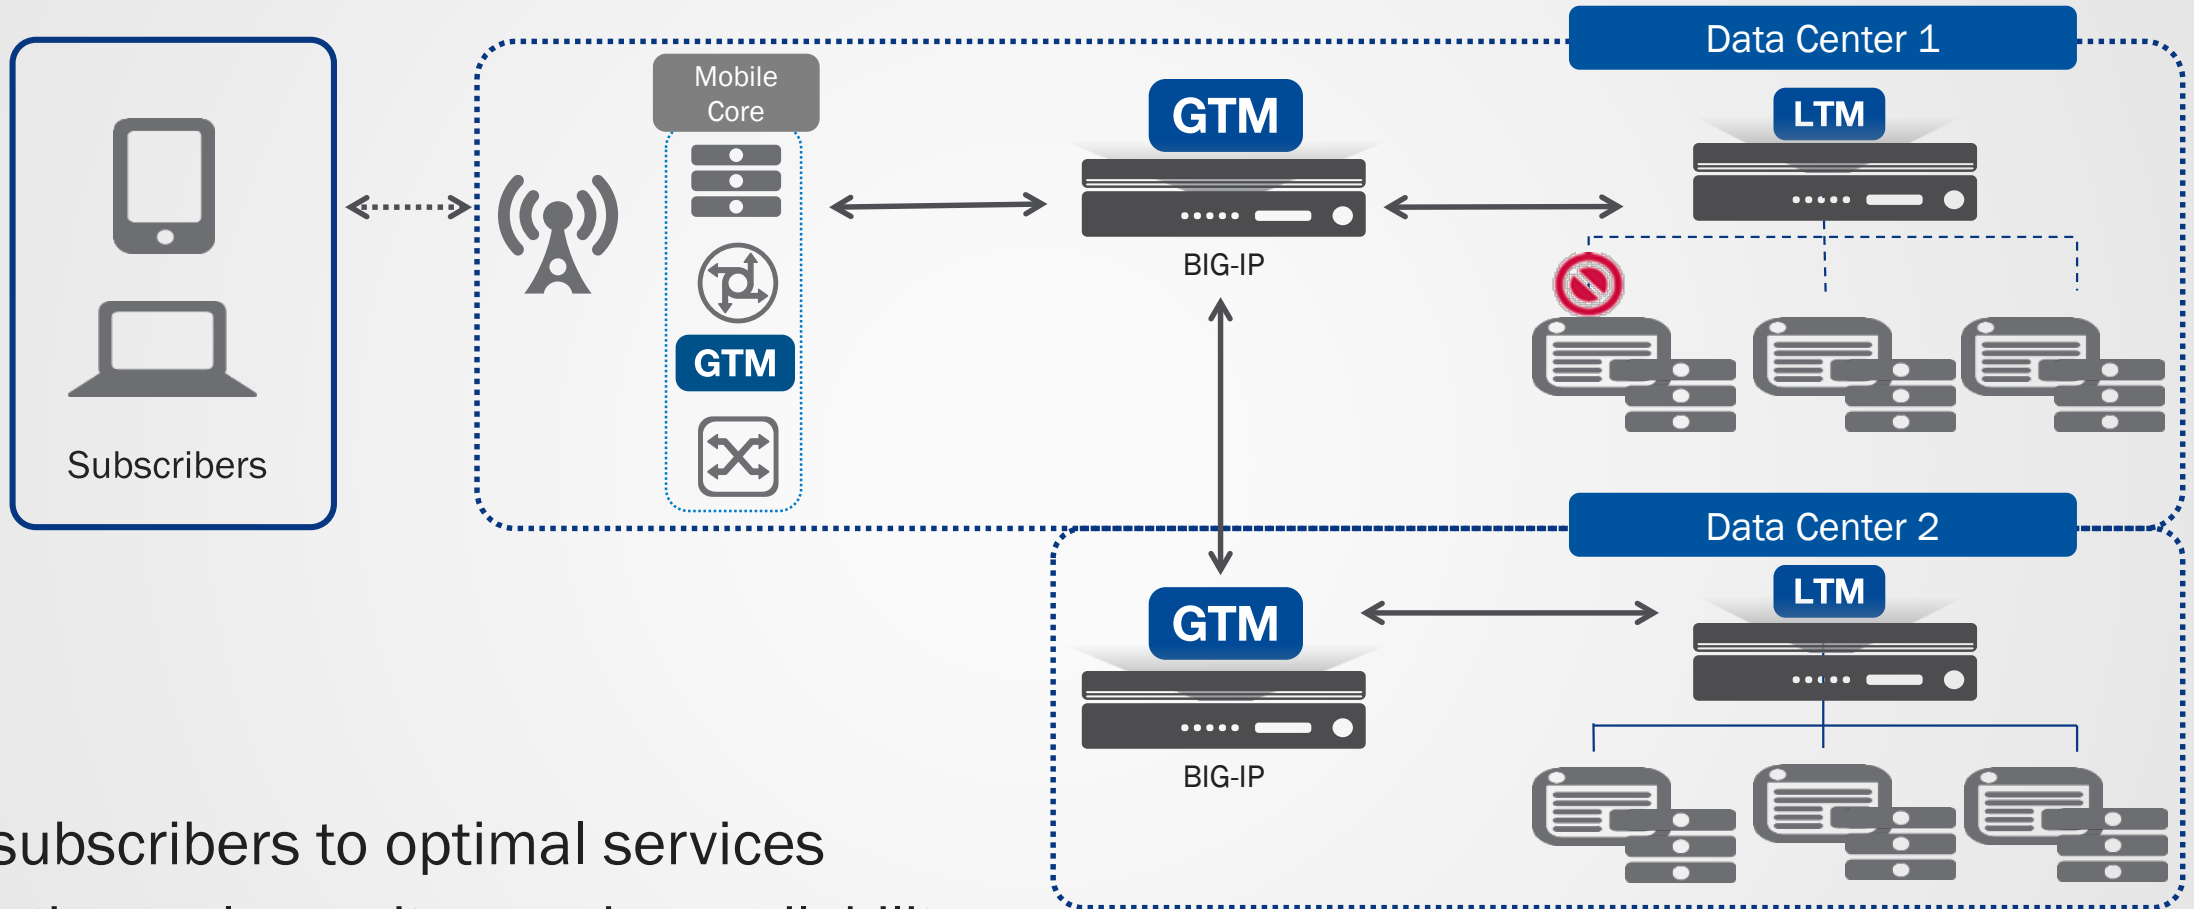 Data Center 1
Mobile
Core
GTM
LTM
BIG-IP
GTM
Subscribers
Data Center 2
GTM
LTM
BIG-IP
subscribers to optimal services